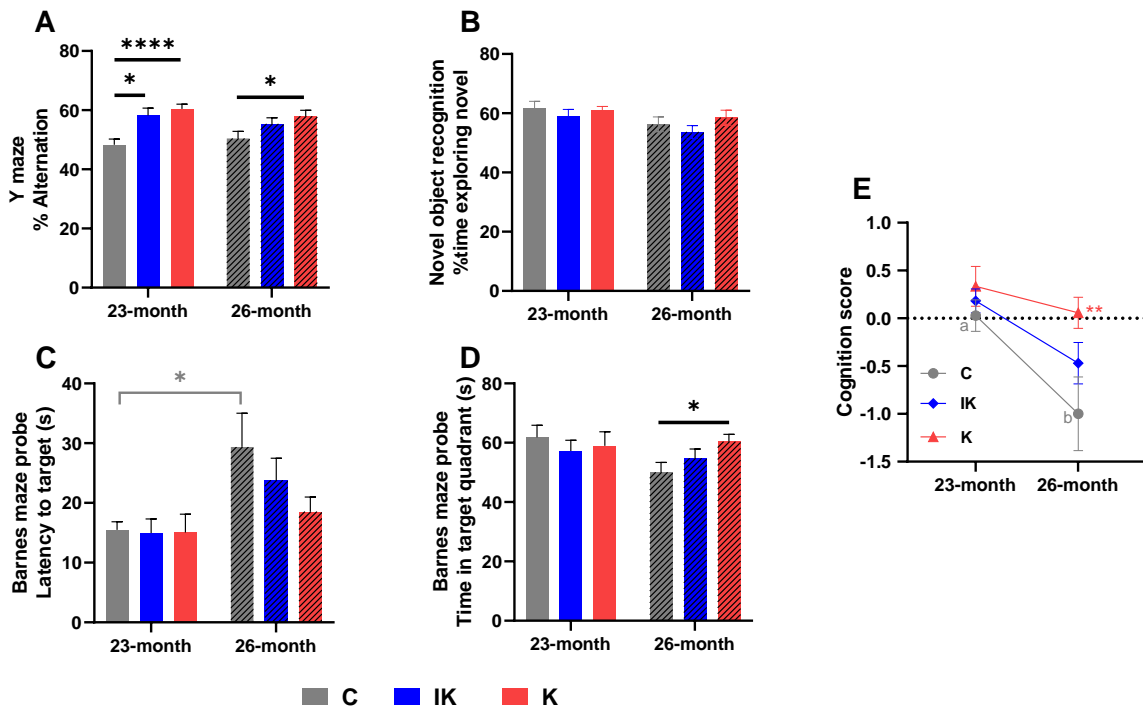 A
Y maze
% Alternation
80
60
40
20
0
****
*
*
23-month
26-month
B
Novel object recognition
%time exploring novel
80
60
40
20
0
23-month
26-month
C
Barnes maze probe
Latency to target (s)
40
30
20
10
0
*
23-month
26-month
D
Barnes maze probe
Time in target quadrant (s)
80
60
40
20
0
*
23-month
26-month
E
Cognition score
1.0
0.5
0.0
-0.5
-1.0
-1.5
a
b
**
C
IK
K
23-month
26-month
C
IK
K